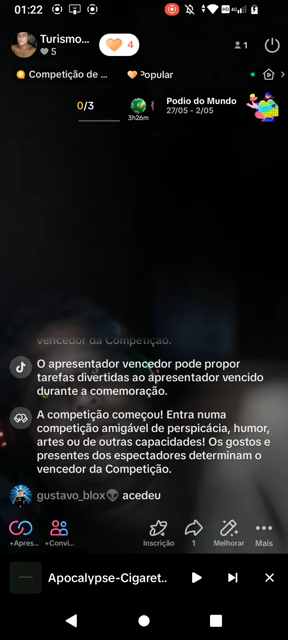 01:22
Turismo...
5
4
1
Competição de ...
Popular
0/3
3h26m
Podio do Mundo
27/05 - 2/05
vencedor da Competição.
O apresentador vencedor pode propor
tarefas divertidas ao apresentador vencido
durante a comemoração.
A competição começou! Entra numa
competição amigável de perspicácia, humor,
artes ou de outras capacidades! Os gostos e
presentes dos espectadores determinam o
vencedor da Competição.
gustavo_blox👽 acedeu
+Apres...
+Convi...
Inscrição
1
Melhorar
Mais
Apocalypse-Cigaret..